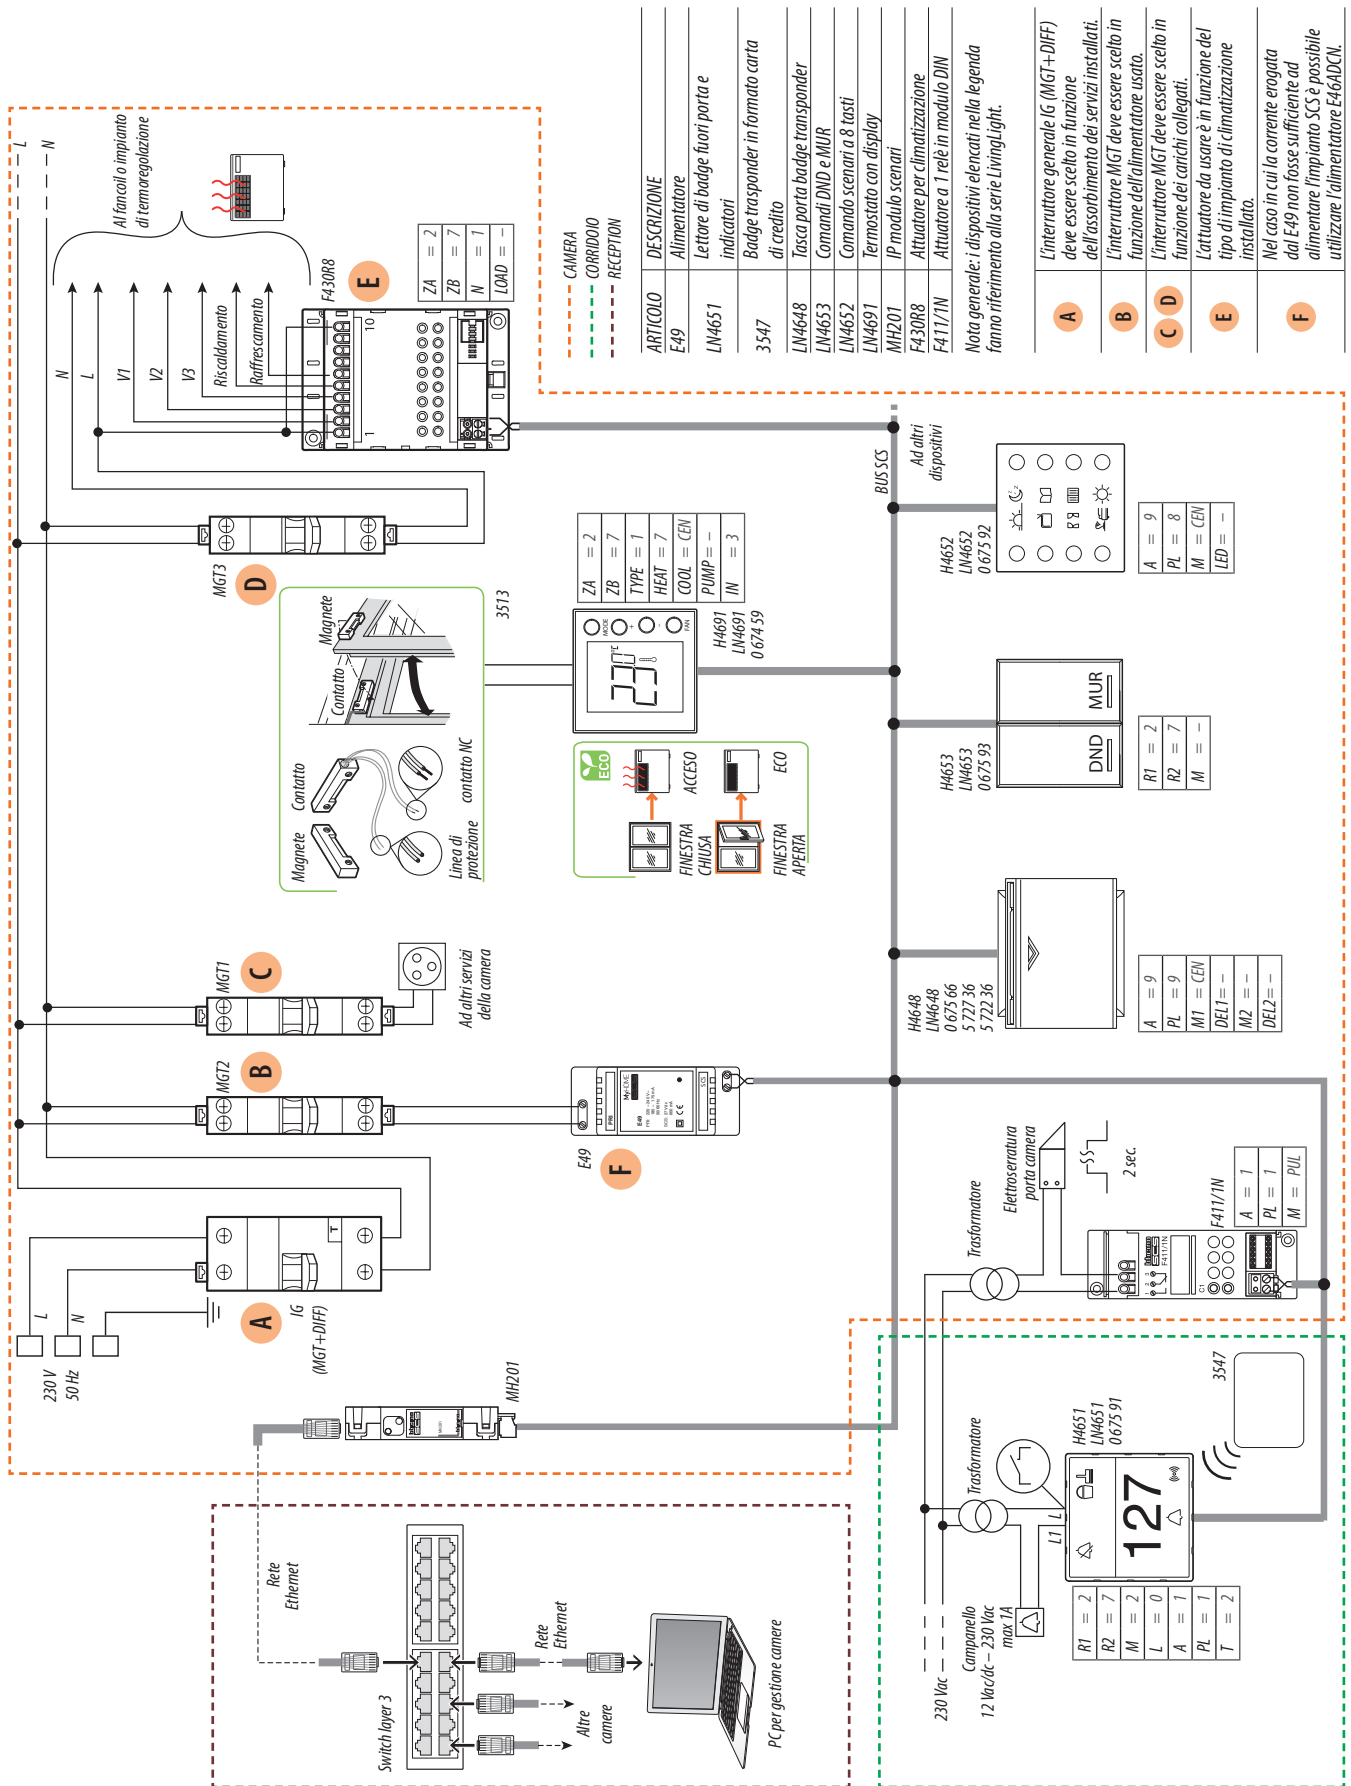 230 V
50 Hz
L
N
IG
(MGT+DIFF)
A
T
MGT2
B
MGT1
C
Ad altri servizi
della camera
MGT3
D
L
N
Al fancoil o impianto
di termoregolazione
N
L
V1
V2
V3
Riscaldamento
Raffrescamento
F430R8
E
1
10
ZA = 2
ZB = 7
N = 1
LOAD = –
Magnete
Contatto
Linea di
protezione
contatto NC
Contatto
Magnete
3513
E49
F
PRI
E49
My HOME
SCS
ECO
FINESTRA
CHIUSA
ACCESO
FINESTRA
APERTA
ECO
23.0 °C
MODE
+
-
FAN
H4691
LN4691
0 674 59
ZA = 2
ZB = 7
TYPE = 1
HEAT = 7
COOL = CEN
PUMP = –
IN = 3
BUS SCS
Ad altri
dispositivi
H4648
LN4648
0 675 66
5 727 36
5 722 36
A = 9
PL = 9
M1 = CEN
DEL1 = –
M2 = –
DEL2 = –
H4653
LN4653
0 675 93
DND
MUR
R1 = 2
R2 = 7
M = –
H4652
LN4652
0 675 92
A = 9
PL = 8
M = CEN
LED = –
MH201
Rete
Ethernet
Switch layer 3
Altre
camere
Rete
Ethernet
PC per gestione camere
230 Vac
Campanello
12 Vac/dc – 230 Vac
max 1A
Trasformatore
L1
L
127
H4651
LN4651
0 675 91
3547
R1 = 2
R2 = 7
M = 2
L = 0
A = 1
PL = 1
T = 2
Trasformatore
Elettroserratura
porta camera
2 sec.
F411/1N
C1
F411/1N
A = 1
PL = 1
M = PUL
CAMERA
CORRIDOIO
RECEPTION
ARTICOLO DESCRIZIONE
E49 Alimentatore
LN4651 Lettore di badge fuori porta e
indicatori
3547 Badge trasponder in formato carta
di credito
LN4648 Tasca porta badge transponder
LN4653 Comandi DND e MUR
LN4652 Comando scenari a 8 tasti
LN4691 Termostato con display
MH201 IP modulo scenari
F430R8 Attuatore per climatizzazione
F411/1N Attuatore a 1 relè in modulo DIN
Nota generale: i dispositivi elencati nella legenda
fanno riferimento alla serie LivingLight.
A L'interruttore generale IG (MGT+DIFF)
deve essere scelto in funzione
dell'assorbimento dei servizi installati.
B L'interruttore MGT deve essere scelto in
funzione dell'alimentatore usato.
C D L'interruttore MGT deve essere scelto in
funzione dei carichi collegati.
E L'attuatore da usare è in funzione del
tipo di impianto di climatizzazione
installato.
F Nel caso in cui la corrente erogata
dal E49 non fosse sufficiente ad
alimentare l'impianto SCS è possibile
utilizzare l'alimentatore E46ADCN.